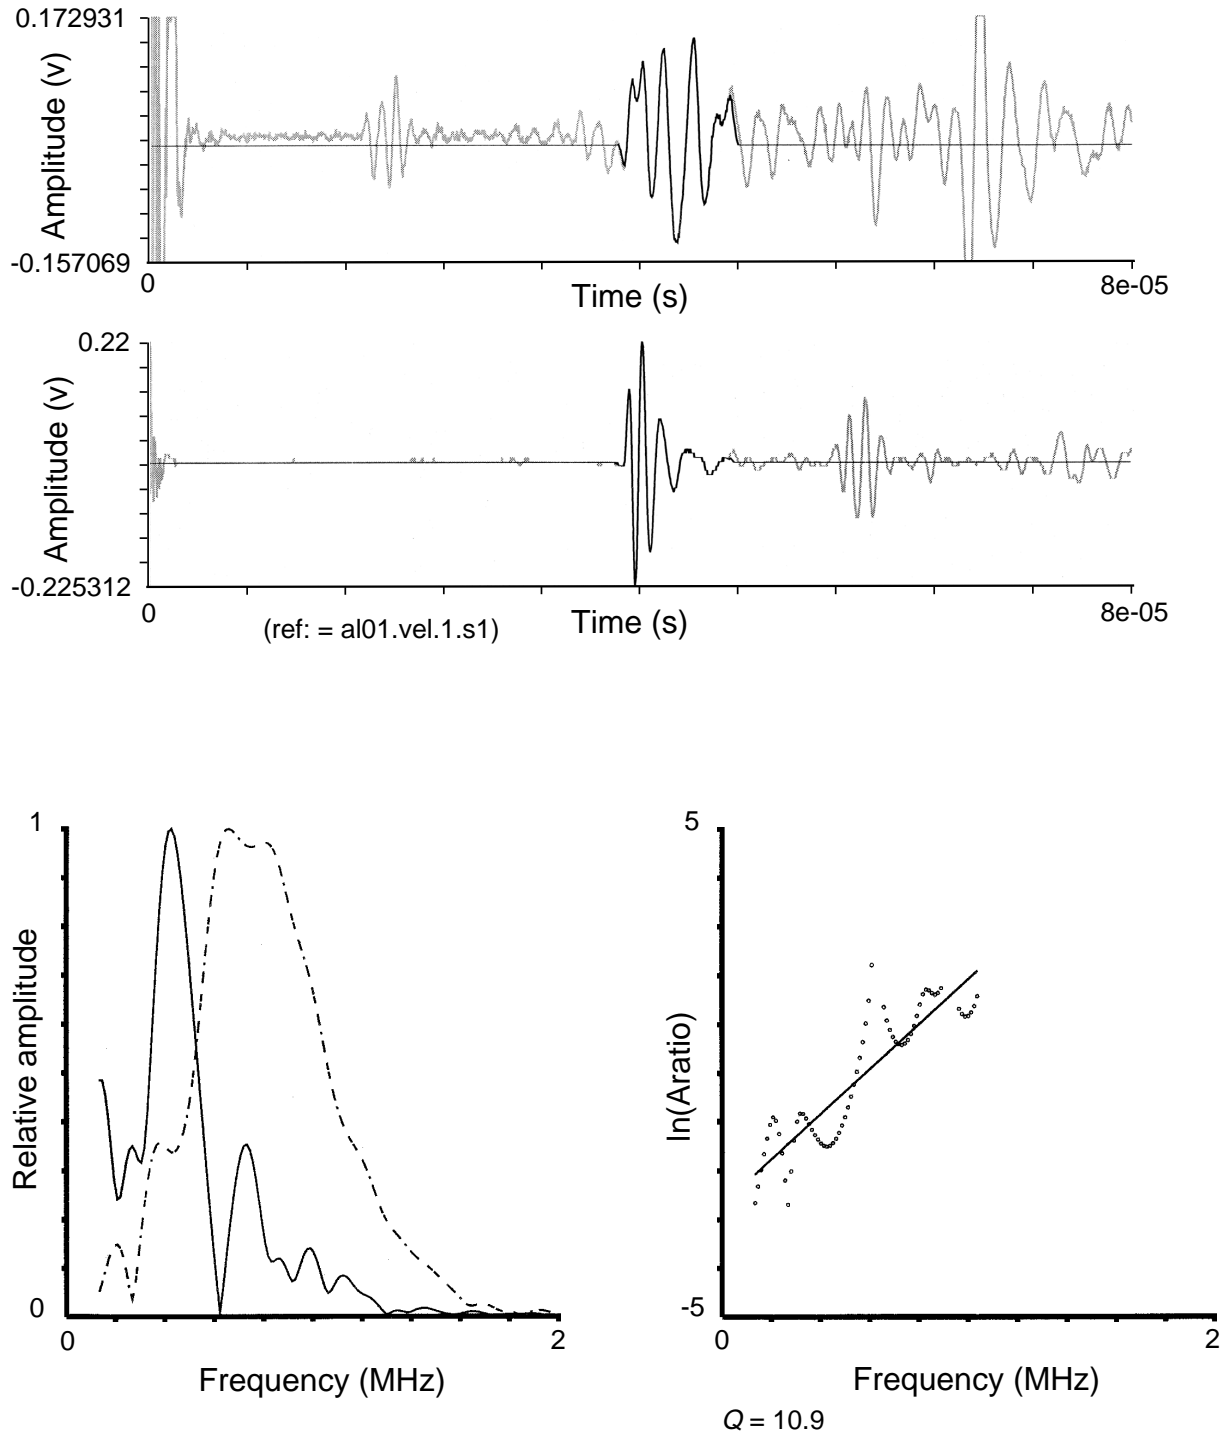 0.172931
Amplitude (v)
-0.157069
0
Time (s)
8e-05
0.22
Amplitude (v)
-0.225312
0
(ref: = al01.vel.1.s1)
Time (s)
8e-05
1
Relative amplitude
0
0
2
Frequency (MHz)
5
ln(Aratio)
-5
0
2
Frequency (MHz)
Q = 10.9